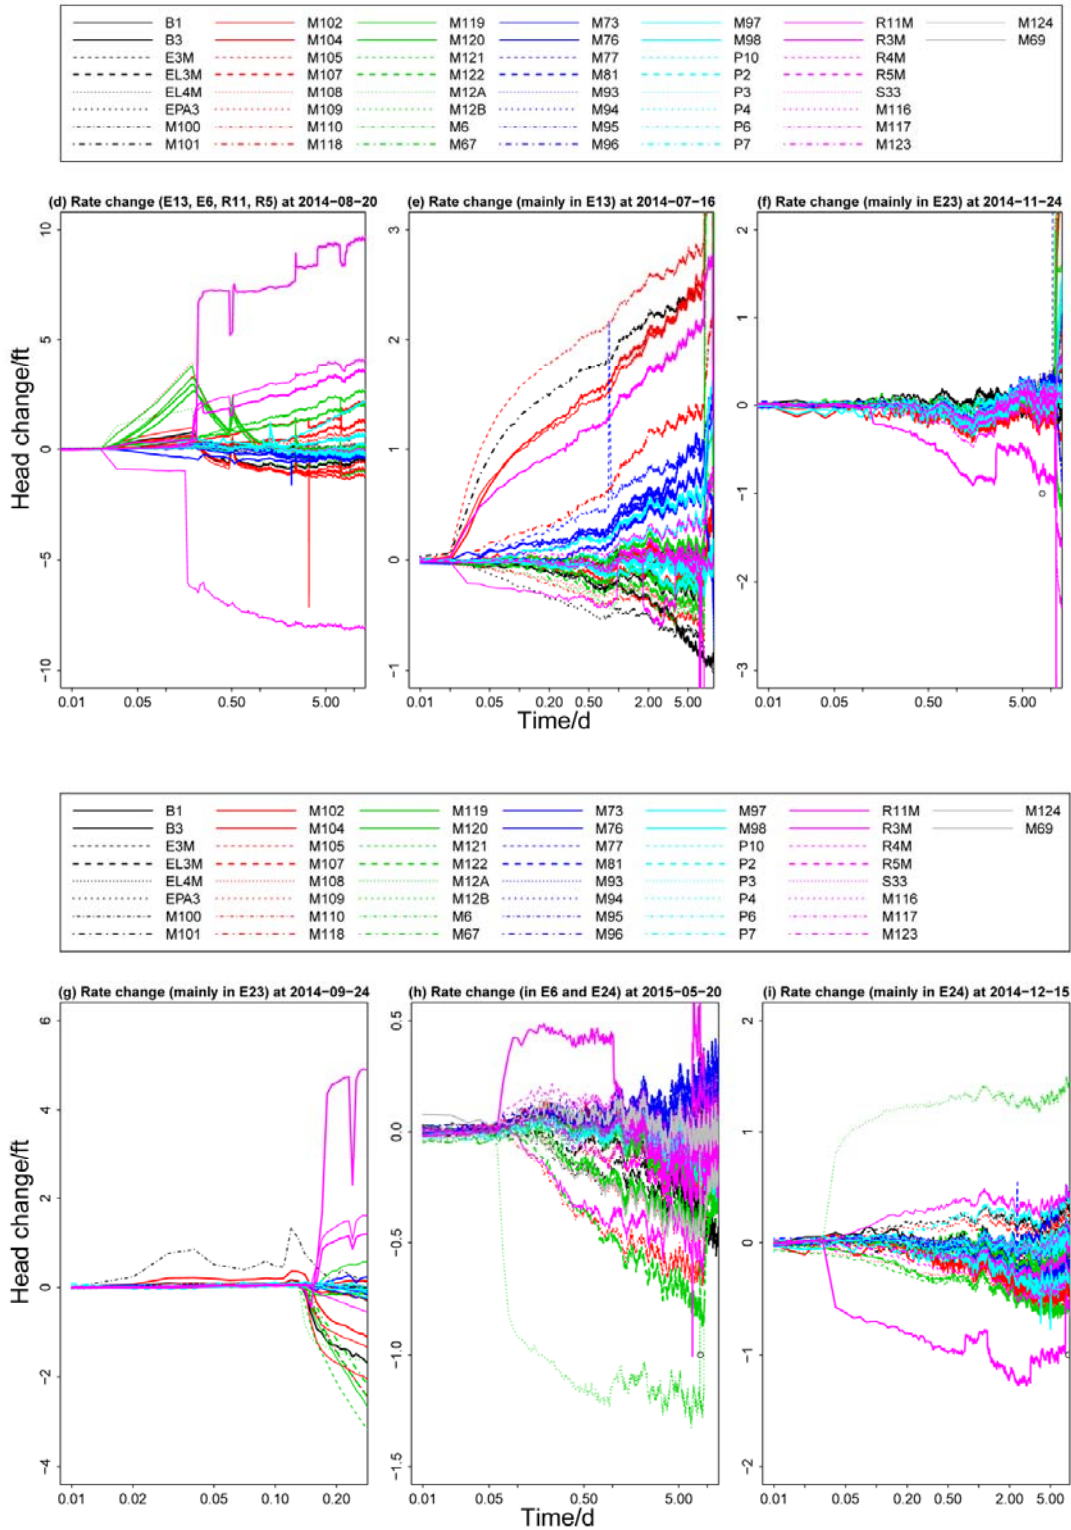 B1 M102 M119 M73 M97 R11M M124
B3 M104 M120 M76 M98 R3M M69
E3M M105 M121 M77 P10 R4M
EL3M M107 M122 M81 P2 R5M
EL4M M108 M12A M93 P3 S33
EPA3 M109 M12B M94 P4 M116
M100 M110 M6 M95 P6 M117
M101 M118 M67 M96 P7 M123
(d) Rate change (E13, E6, R11, R5) at 2014−08−20 (e) Rate change (mainly in E13) at 2014−07−16 (f) Rate change (mainly in E23) at 2014−11−24
Head change/ft
10
5
0
−5
−10
0.01 0.05 0.50 5.00
3
2
1
0
−1
0.01 0.05 0.20 0.50 2.00 5.00
2
1
0
−1
−2
−3
0.01 0.05 0.50 5.00
Time/d
B1 M102 M119 M73 M97 R11M M124
B3 M104 M120 M76 M98 R3M M69
E3M M105 M121 M77 P10 R4M
EL3M M107 M122 M81 P2 R5M
EL4M M108 M12A M93 P3 S33
EPA3 M109 M12B M94 P4 M116
M100 M110 M6 M95 P6 M117
M101 M118 M67 M96 P7 M123
(g) Rate change (mainly in E23) at 2014−09−24 (h) Rate change (in E6 and E24) at 2015−05−20 (i) Rate change (mainly in E24) at 2014−12−15
Head change/ft
6
4
2
0
−2
−4
0.01 0.02 0.05 0.10 0.20
0.5
0.0
−0.5
−1.0
−1.5
0.01 0.05 0.50 5.00
2
1
0
−1
−2
0.01 0.05 0.20 0.50 2.00 5.00
Time/d